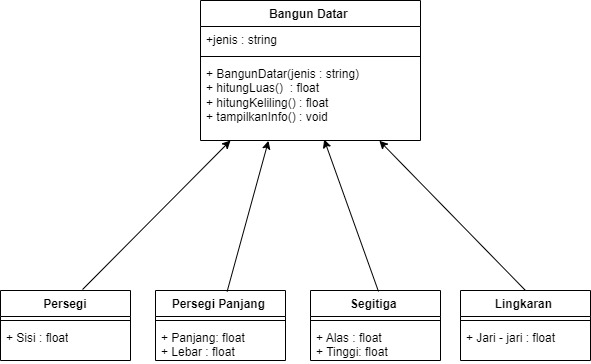 Bangun Datar
+jenis : string
+ BangunDatar(jenis : string)
+ hitungLuas()  : float
+ hitungKeliling() : float
+ tampilkanInfo() : void
Persegi
+ Sisi : float
Persegi Panjang
+ Panjang: float
+ Lebar : float
Segitiga
+ Alas : float
+ Tinggi: float
Lingkaran
+ Jari - jari : float